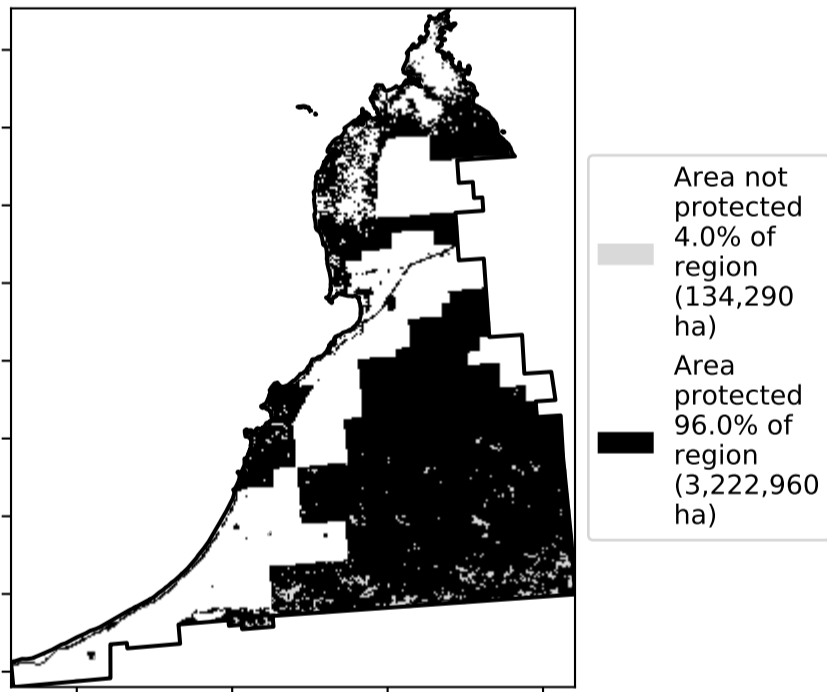 Area not
protected
4.0% of
region
(134,290
ha)
Area
protected
96.0% of
region
(3,222,960
ha)